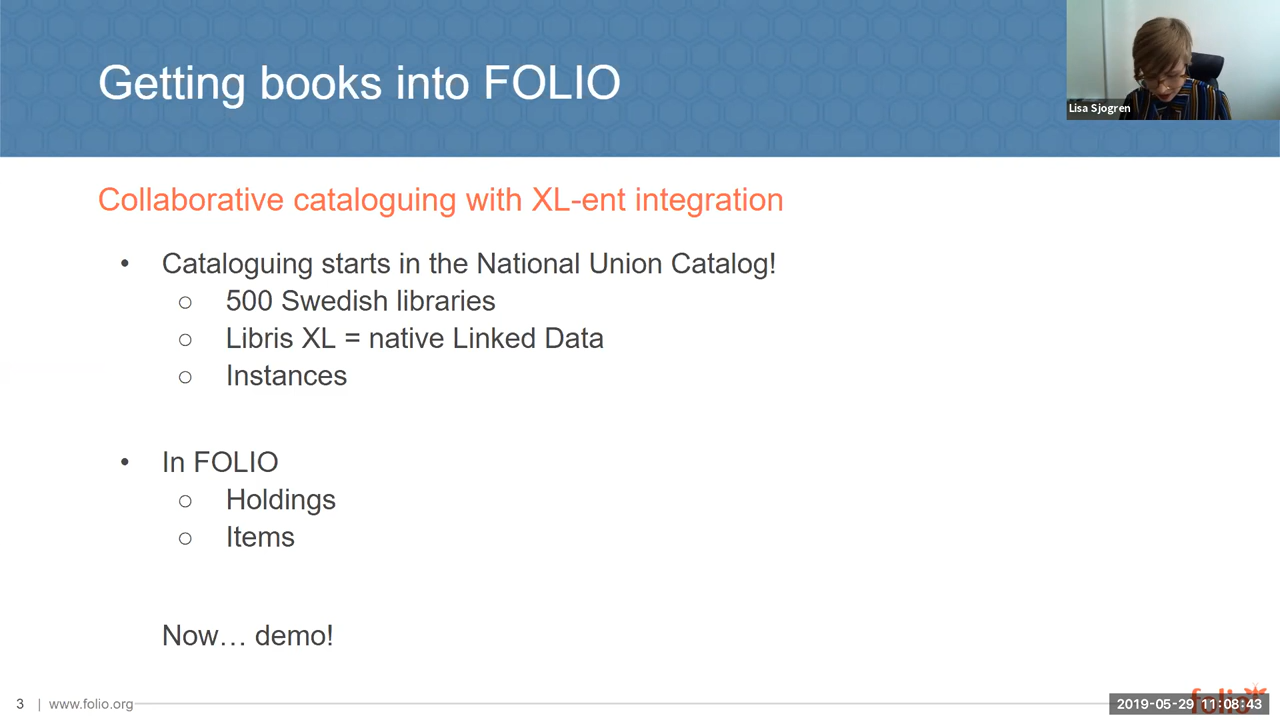 Getting books into FOLIO
Lisa Sjogren
Collaborative cataloguing with XL-ent integration
• Cataloguing starts in the National Union Catalog!
○ 500 Swedish libraries
○ Libris XL = native Linked Data
○ Instances
• In FOLIO
○ Holdings
○ Items
Now… demo!
3 | www.folio.org
folio
2019-05-29 11:08:43